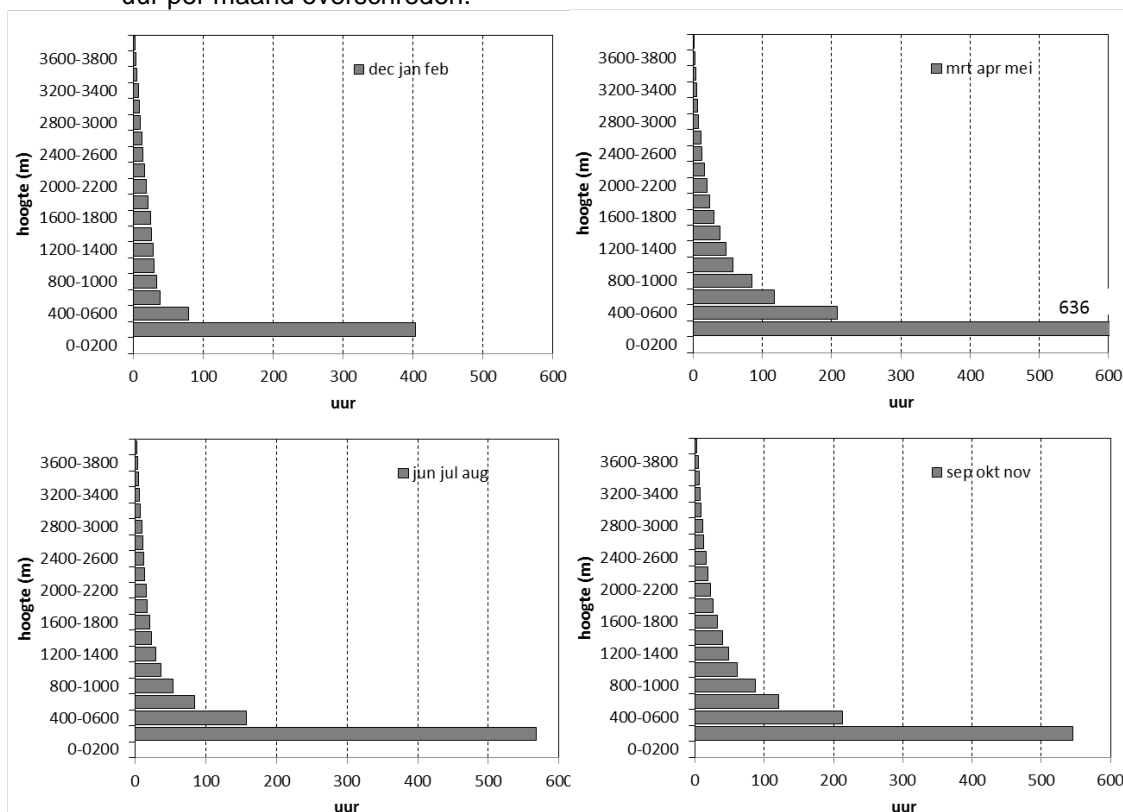 uur per maand overschreden.
3600-3800
3200-3400
2800-3000
2400-2600
2000-2200
1600-1800
1200-1400
800-1000
400-0600
0-0200
hoogte (m)
dec jan feb
0 100 200 300 400 500 600
uur
3600-3800
3200-3400
2800-3000
2400-2600
2000-2200
1600-1800
1200-1400
800-1000
400-0600
0-0200
hoogte (m)
mrt apr mei
636
0 100 200 300 400 500 600
uur
3600-3800
3200-3400
2800-3000
2400-2600
2000-2200
1600-1800
1200-1400
800-1000
400-0600
0-0200
hoogte (m)
jun jul aug
0 100 200 300 400 500 600
uur
3600-3800
3200-3400
2800-3000
2400-2600
2000-2200
1600-1800
1200-1400
800-1000
400-0600
0-0200
hoogte (m)
sep okt nov
0 100 200 300 400 500 600
uur